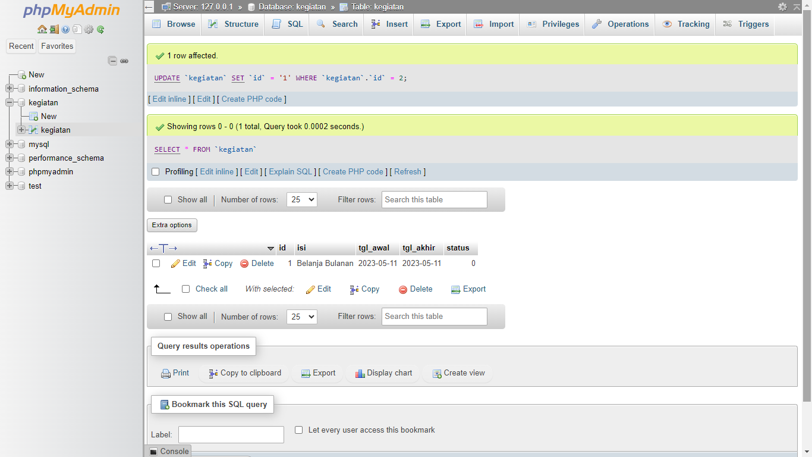 phpMyAdmin
Recent Favorites
New
information_schema
kegiatan
New
kegiatan
mysql
performance_schema
phpmyadmin
test
Server: 127.0.0.1 » Database: kegiatan » Table: kegiatan
Browse Structure SQL Search Insert Export Import Privileges Operations Tracking Triggers
1 row affected.
UPDATE `kegiatan` SET `id` = '1' WHERE `kegiatan`.`id` = 2;
[ Edit inline ] [ Edit ] [ Create PHP code ]
Showing rows 0 - 0 (1 total, Query took 0.0002 seconds.)
SELECT * FROM `kegiatan`
Profiling [ Edit inline ] [ Edit ] [ Explain SQL ] [ Create PHP code ] [ Refresh ]
Show all Number of rows: 25 Filter rows: Search this table
Extra options
←T→ id isi tgl_awal tgl_akhir status
Edit Copy Delete 1 Belanja Bulanan 2023-05-11 2023-05-11 0
Check all With selected: Edit Copy Delete Export
Show all Number of rows: 25 Filter rows: Search this table
Query results operations
Print Copy to clipboard Export Display chart Create view
Bookmark this SQL query
Label: Let every user access this bookmark
Console